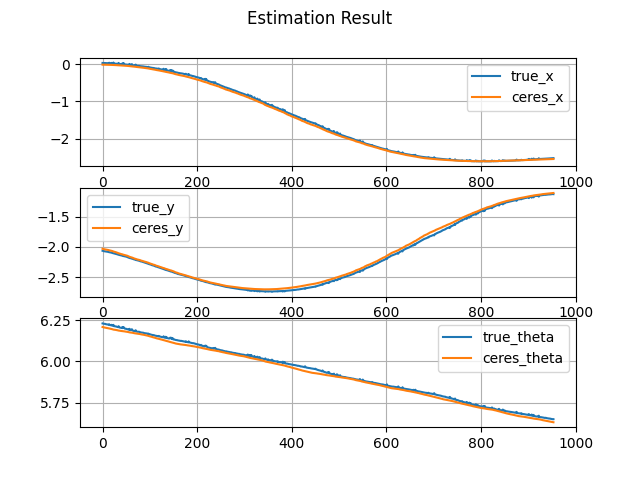 Estimation Result
0
−1
−2
true_x
ceres_x
0 200 400 600 800 1000
−1.5
−2.0
−2.5
true_y
ceres_y
0 200 400 600 800 1000
6.25
6.00
5.75
true_theta
ceres_theta
0 200 400 600 800 1000